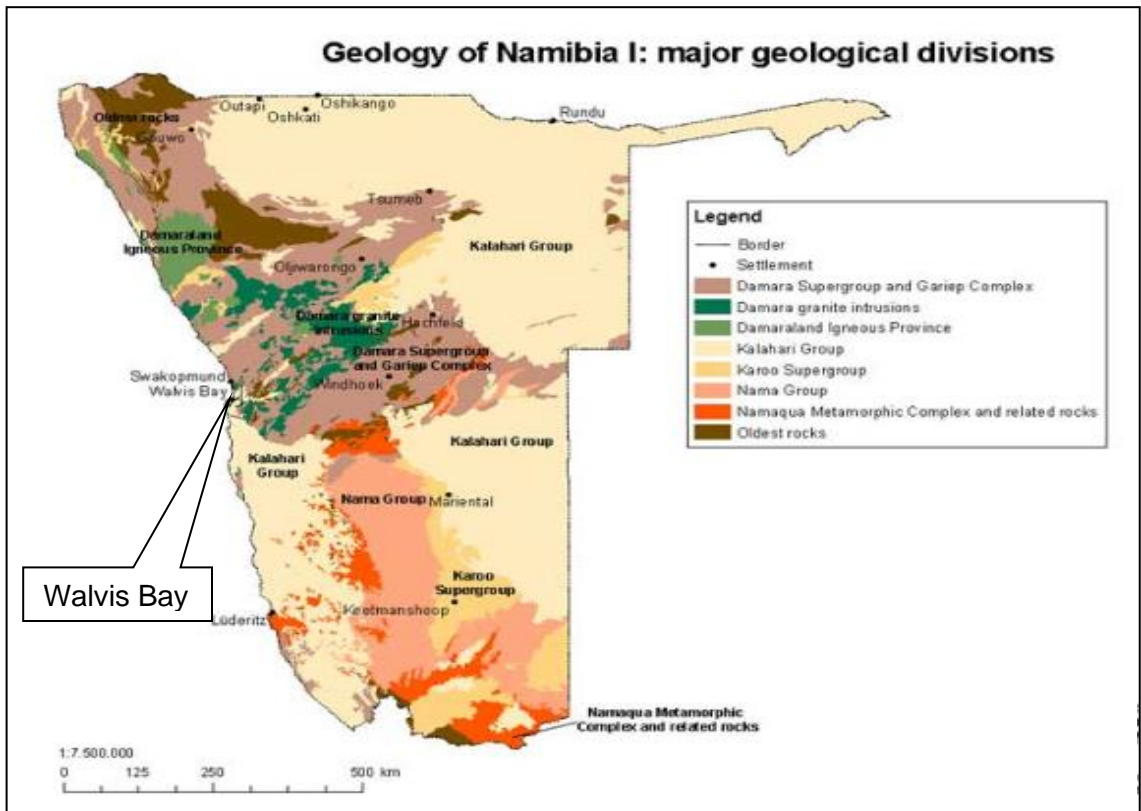 Geology of Namibia I: major geological divisions
Outapi
Oshikango
Oshkati
Rundu
Oldest rocks
Opuwo
Tsumeb
Damaraland
Igneous Province
Kalahari Group
Otjiwarongo
Damara granite
intrusions
Hochfeld
Damara Supergroup
and Gariep Complex
Swakopmund
Walvis Bay
Windhoek
Kalahari Group
Kalahari
Group
Nama Group
Mariental
Walvis Bay
Karoo
Supergroup
Lüderitz
Keetmanshoop
Namaqua Metamorphic
Complex and related rocks
Legend
Border
Settlement
Damara Supergroup and Gariep Complex
Damara granite intrusions
Damaraland Igneous Province
Kalahari Group
Karoo Supergroup
Nama Group
Namaqua Metamorphic Complex and related rocks
Oldest rocks
1:7.500.000
0 125 250 500 km